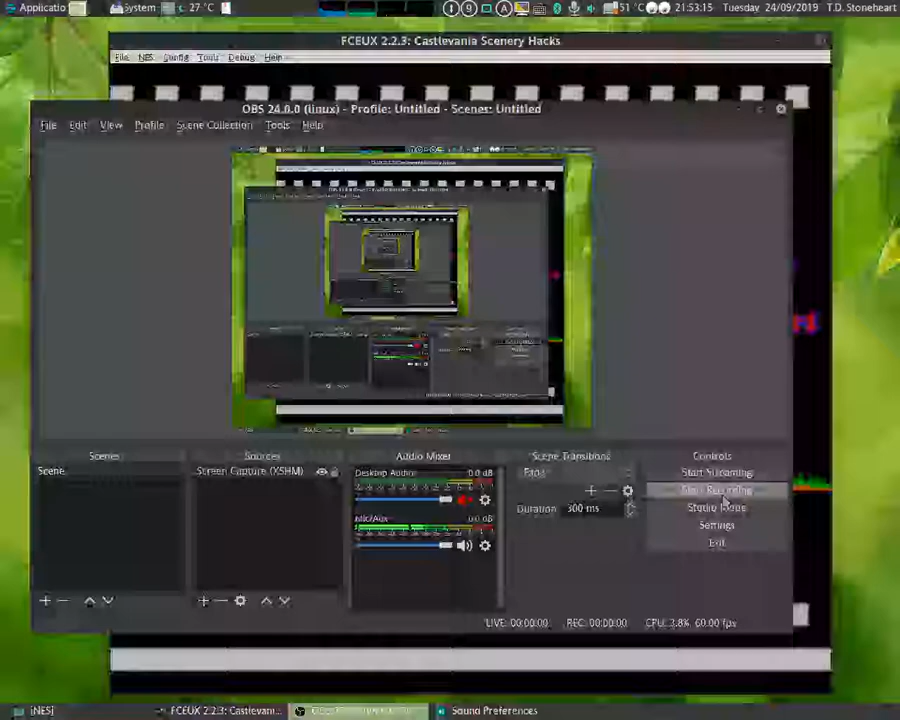 Applicatio System 27 °C 51 °C 21:53:15 Tuesday 24/09/2019 T.D. Stoneheart
FCEUX 2.2.3: Castlevania Scenery Hacks
File NES Config Tools Debug Help
OBS 24.0.0 (linux) - Profile: Untitled - Scenes: Untitled
File Edit View Profile Scene Collection Tools Help
Scenes Sources Audio Mixer Scene Transitions Controls
Scene Screen Capture (XSHM) Desktop Audio 0.0 dB Fade Start Streaming
Start Recording
Duration 300 ms Studio Mode
Mic/Aux 0.0 dB Settings
Exit
LIVE: 00:00:00 REC: 00:00:00 CPU: 3.8%, 60.00 fps
[NES] FCEUX 2.2.3: Castlevan... Sound Preferences